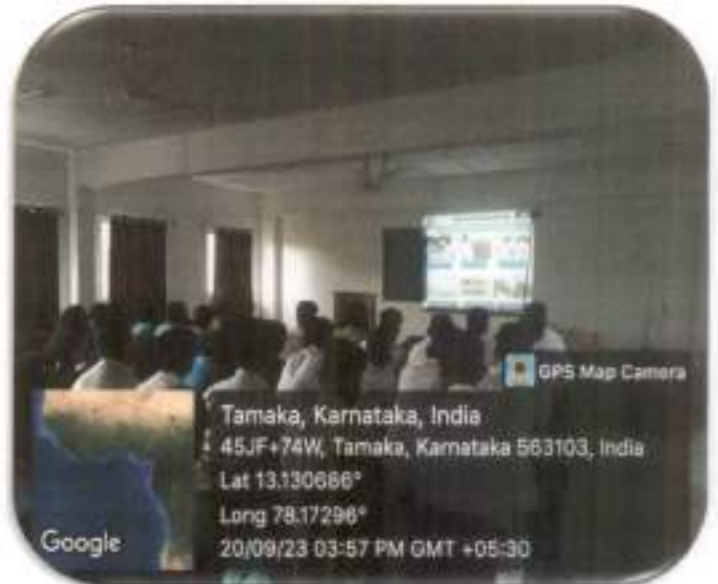 GPS Map Camera
Tamaka, Karnataka, India
45JF+74W, Tamaka, Karnataka 563103, India
Lat 13.130686°
Long 78.17296°
20/09/23 03:57 PM GMT +05:30
Google